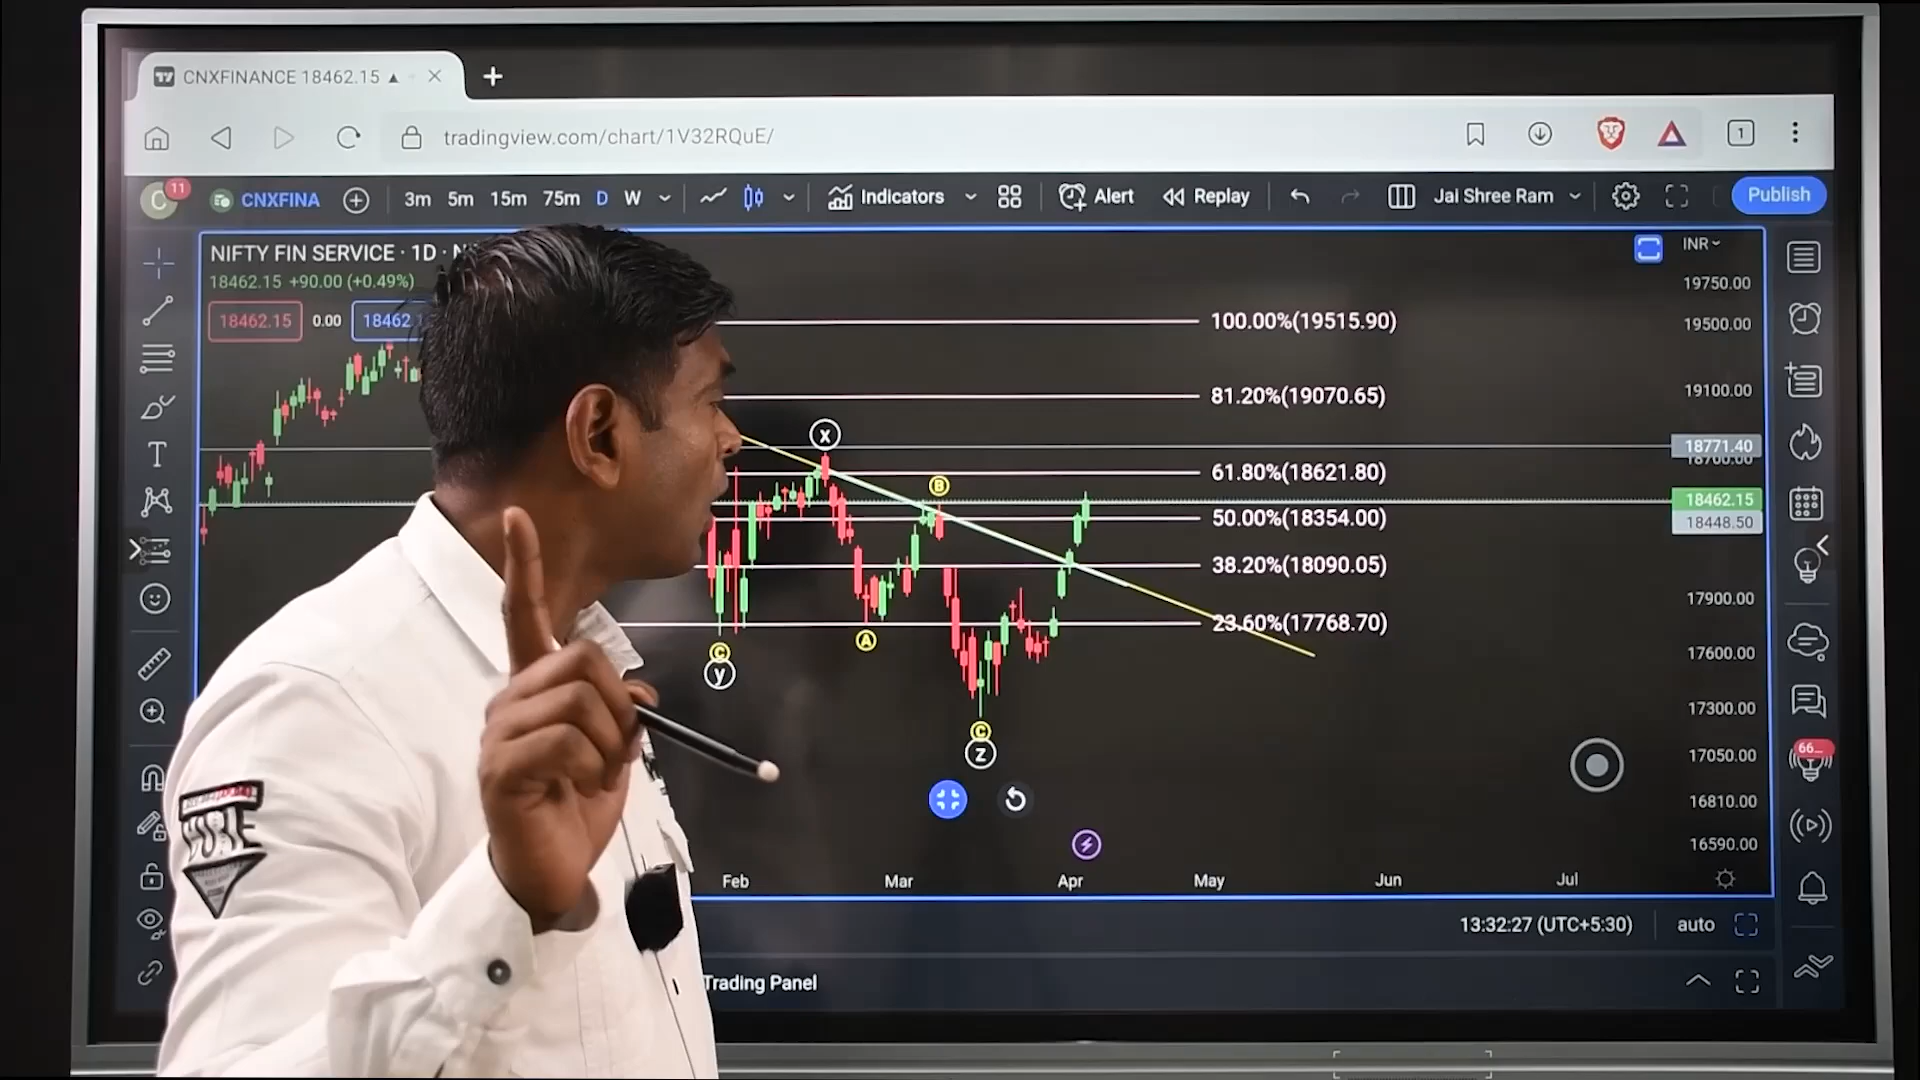 CNXFINANCE 18462.15
tradingview.com/chart/1V32RQuE/
1
C
11
CNXFINA
3m 5m 15m 75m D W
Indicators
Alert
Replay
Jai Shree Ram
Publish
NIFTY FIN SERVICE · 1D ·
18462.15 +90.00 (+0.49%)
18462.15
0.00
INR
19750.00
19500.00
19100.00
18771.40
18700.00
18462.15
18448.50
17900.00
17600.00
17300.00
17050.00
16810.00
16590.00
100.00%(19515.90)
81.20%(19070.65)
61.80%(18621.80)
50.00%(18354.00)
38.20%(18090.05)
23.60%(17768.70)
X
B
A
C
y
C
Z
T
66...
Feb Mar Apr May Jun Jul
13:32:27 (UTC+5:30)
auto
Trading Panel